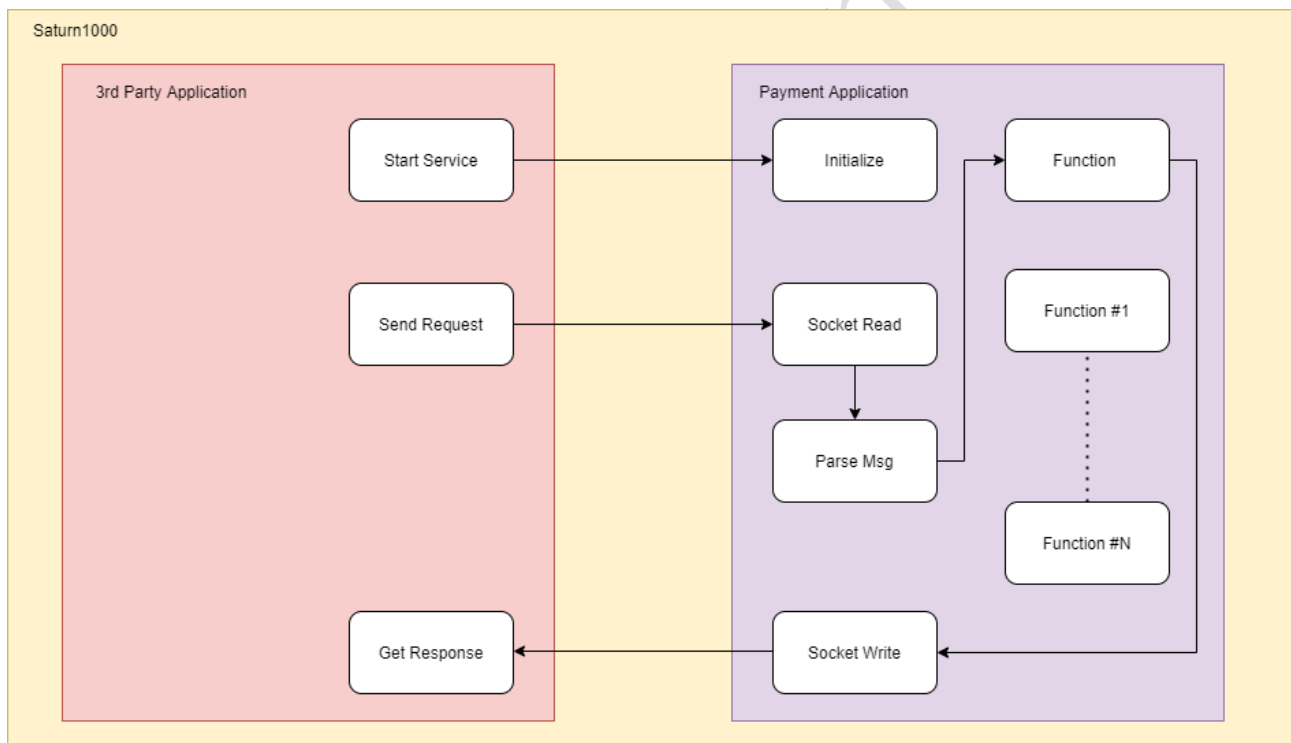 Saturn1000
3rd Party Application
Payment Application
Start Service
Initialize
Function
Send Request
Socket Read
Function #1
Parse Msg
Function #N
Get Response
Socket Write